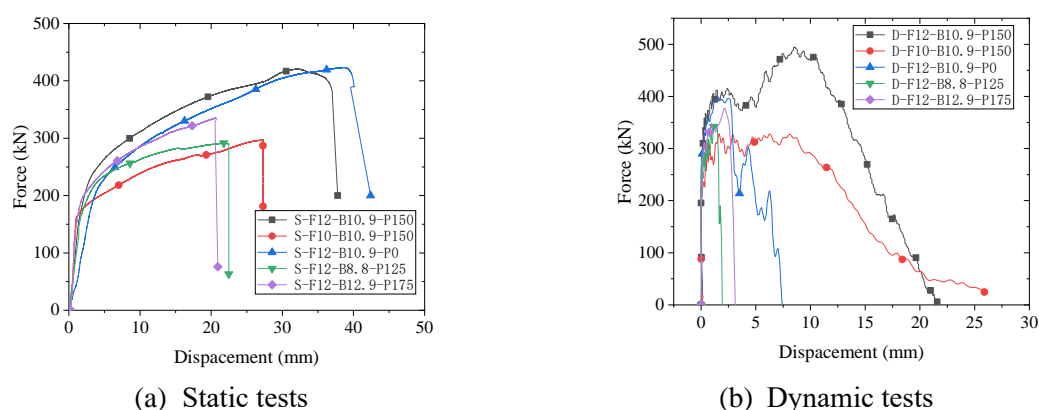 500
400
300
200
100
0
Force (kN)
0 10 20 30 40 50
Dispacement (mm)
S-F12-B10.9-P150
S-F10-B10.9-P150
S-F12-B10.9-P0
S-F12-B8.8-P125
S-F12-B12.9-P175
(a) Static tests
500
400
300
200
100
0
Force (kN)
0 5 10 15 20 25 30
Dispacement (mm)
D-F12-B10.9-P150
D-F10-B10.9-P150
D-F12-B10.9-P0
D-F12-B8.8-P125
D-F12-B12.9-P175
(b) Dynamic tests